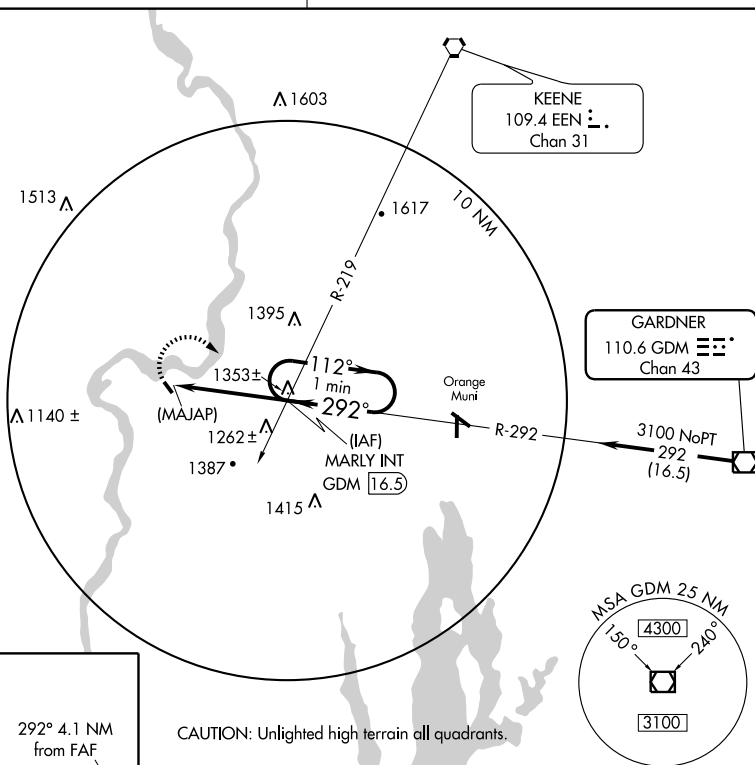 KEENE
109.4 EEN
Chan 31
1603
1513
1617
10 NM
R-219
1395
GARDNER
110.6 GDM
Chan 43
112°
1 min
292°
1353±
Orange
Muni
(MAJAP)
R-292
3100 NoPT
292
(16.5)
1140 ±
1262±
1387
(IAF)
MARLY INT
GDM 16.5
1415
MSA GDM 25 NM
4300
150°
240°
3100
292° 4.1 NM
from FAF
CAUTION: Unlighted high terrain all quadrants.